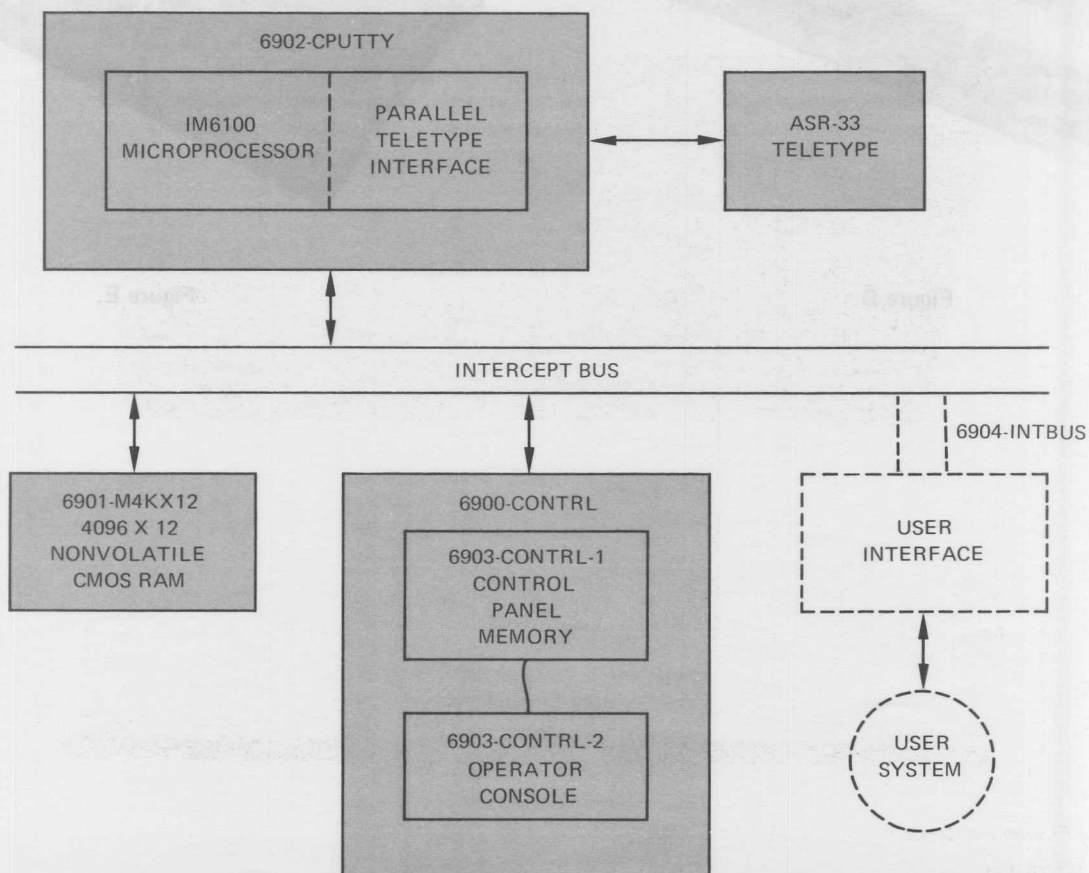 6902-CPUTTY
IM6100
MICROPROCESSOR
PARALLEL
TELETYPE
INTERFACE
ASR-33
TELETYPE
Figure D.
Figure E.
INTERCEPT BUS
6904-INTBUS
6901-M4KX12
4096 X 12
NONVOLATILE
CMOS RAM
6900-CONTRL
6903-CONTRL-1
CONTROL
PANEL
MEMORY
6903-CONTRL-2
OPERATOR
CONSOLE
USER
INTERFACE
USER
SYSTEM